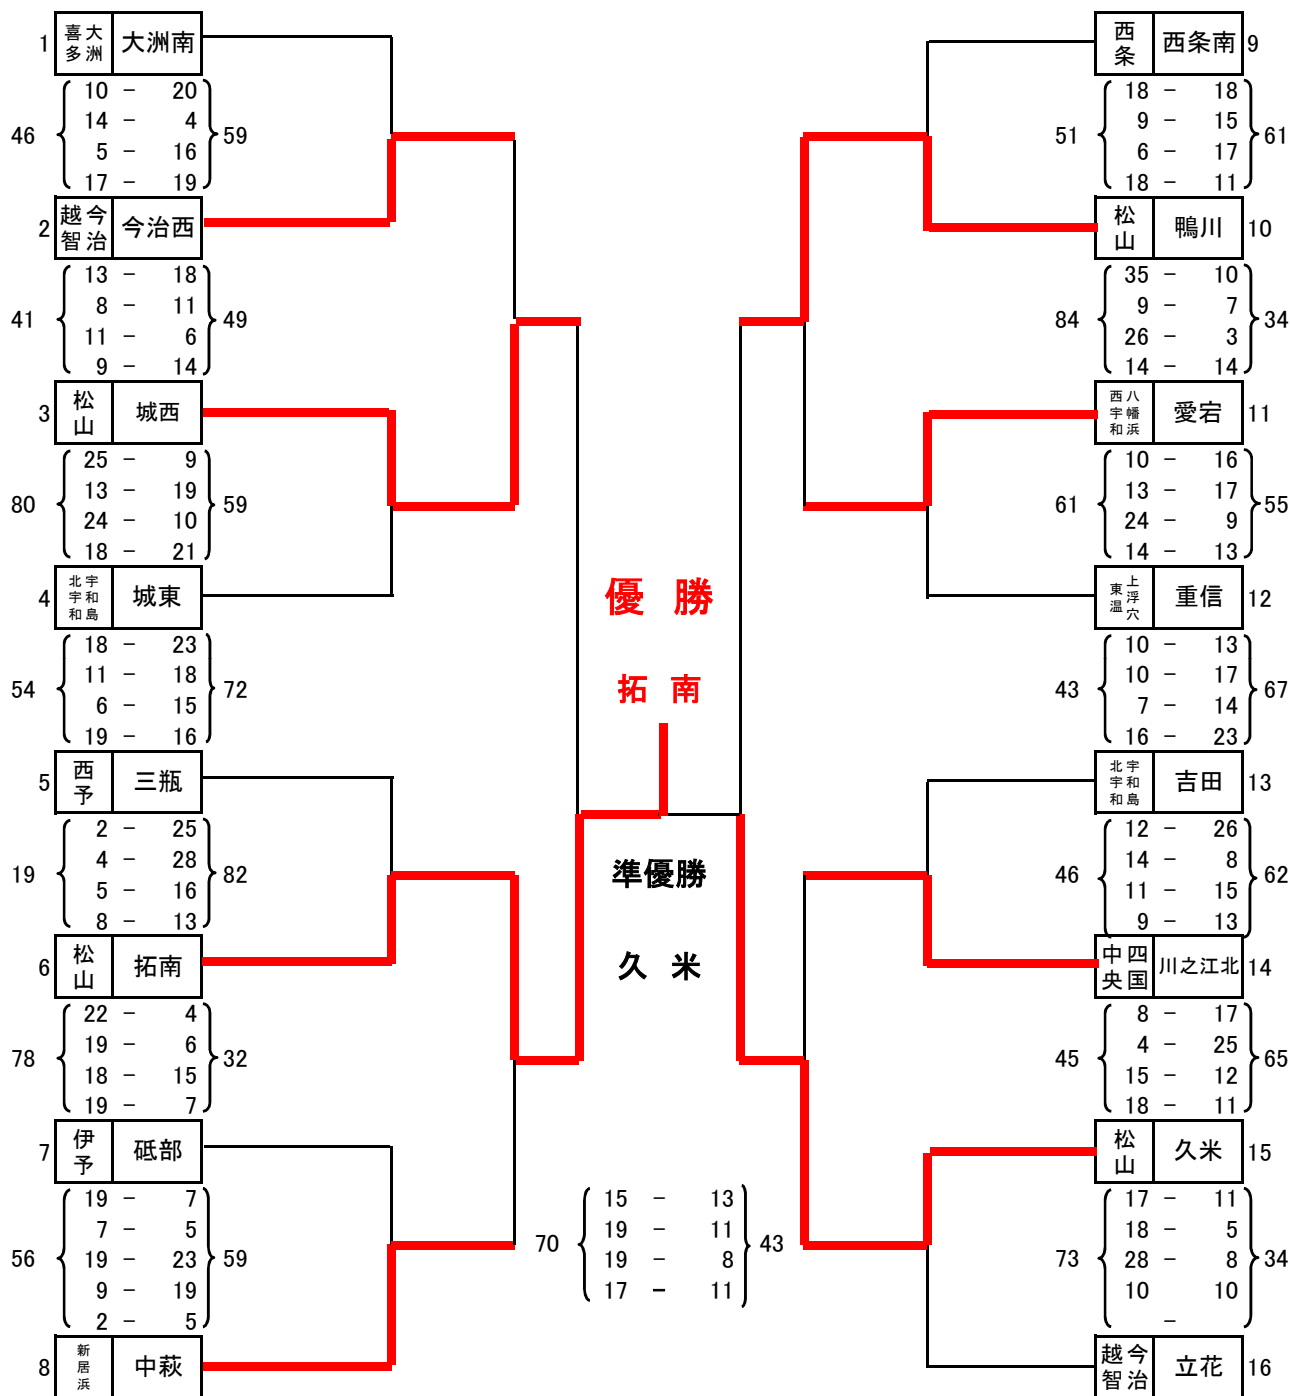 1 喜多 大洲 大洲南
46 10 - 20 59
14 - 4
5 - 16
17 - 19
2 越智 今治 今治西
41 13 - 18 49
8 - 11
11 - 6
9 - 14
3 松山 城西
80 25 - 9 59
13 - 19
24 - 10
18 - 21
4 北宇和 宇和島 城東
54 18 - 23 72
11 - 18
6 - 15
19 - 16
5 西予 三瓶
19 2 - 25 82
4 - 28
5 - 16
8 - 13
6 松山 拓南
78 22 - 4 32
19 - 6
18 - 15
19 - 7
7 伊予 砥部
56 19 - 7 59
7 - 5
19 - 23
9 - 19
2 - 5
8 新居浜 中萩
優 勝
拓 南
準優勝
久 米
70 15 - 13 43
19 - 11
19 - 8
17 - 11
西条 西条南 9
51 18 - 18 61
9 - 15
6 - 17
18 - 11
松山 鴨川 10
84 35 - 10 34
9 - 7
26 - 3
14 - 14
西宇和 八幡浜 愛宕 11
61 10 - 16 55
13 - 17
24 - 9
14 - 13
東温 上浮穴 重信 12
43 10 - 13 67
10 - 17
7 - 14
16 - 23
北宇和 宇和島 吉田 13
46 12 - 26 62
14 - 8
11 - 15
9 - 13
中央 四国 川之江北 14
45 8 - 17 65
4 - 25
15 - 12
18 - 11
松山 久米 15
73 17 - 11 34
18 - 5
28 - 8
10 10
-
越智 今治 立花 16